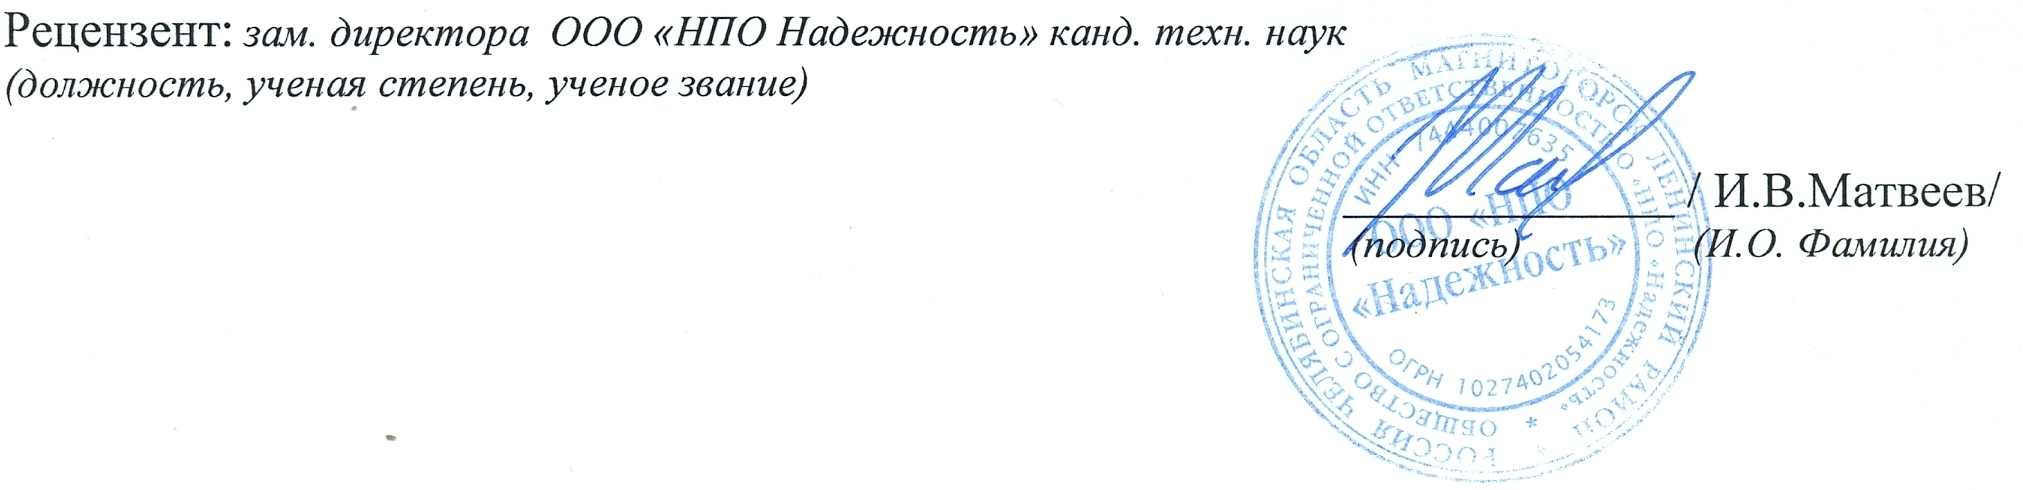 Рецензент: зам. директора ООО «НПО Надежность» канд. техн. наук
(должность, ученая степень, ученое звание)
/ И.В.Матвеев/
(подпись) (И.О. Фамилия)
РОССИЯ ЧЕЛЯБИНСКАЯ ОБЛАСТЬ МАГНИТОГОРСК ЛЕНИНСКИЙ РАЙОН
ОБЩЕСТВО С ОГРАНИЧЕННОЙ ОТВЕТСТВЕННОСТЬЮ «НПО «Надежность»
ИНН 7444007635
ООО «НПО
«Надежность»
ОГРН 1027402054173